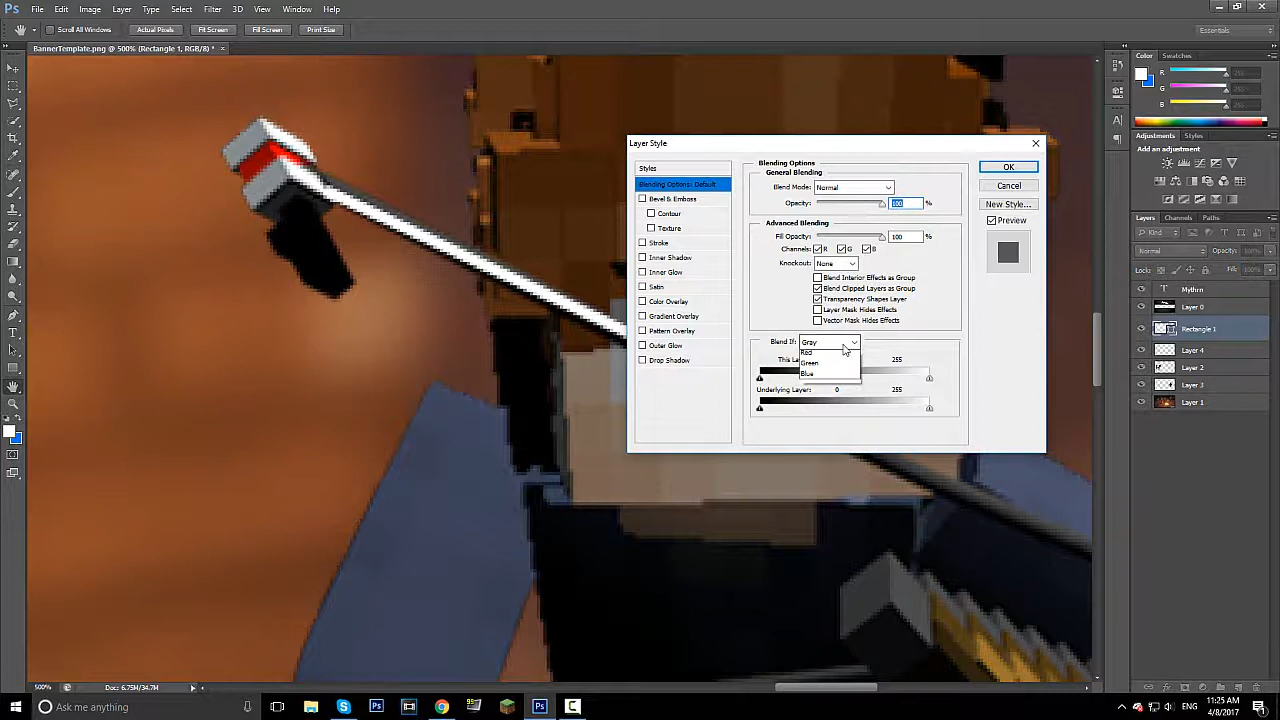 Ps File Edit Image Layer Type Select Filter 3D View Window Help
Scroll All Windows Actual Pixels Fit Screen Fill Screen Print Size Essentials
BannerTemplate.png @ 500% (Rectangle 1, RGB/8) * ×
Color Swatches
R 255
G 255
B 255
Adjustments Styles
Add an adjustment
Layers Channels Paths
Kind
Normal Opacity:
Lock: Fill:
T Mythrn
Layer 0
Rectangle 1
Layer 4
Layer 2
Layer 3
Layer 1
Layer Style
Styles
Blending Options: Default
Bevel & Emboss
Contour
Texture
Stroke
Inner Shadow
Inner Glow
Satin
Color Overlay
Gradient Overlay
Pattern Overlay
Outer Glow
Drop Shadow
Blending Options
General Blending
Blend Mode: Normal
Opacity: 100 %
Advanced Blending
Fill Opacity: 100 %
Channels: R G B
Knockout: None
Blend Interior Effects as Group
Blend Clipped Layers as Group
Transparency Shapes Layer
Layer Mask Hides Effects
Vector Mask Hides Effects
Blend If: Gray
Red
Green
Blue
This La 255
Underlying Layer: 0 255
OK
Cancel
New Style...
Preview
500% Doc: 6.75M/34.7M
Ask me anything
ENG
11:25 AM
4/8/2017